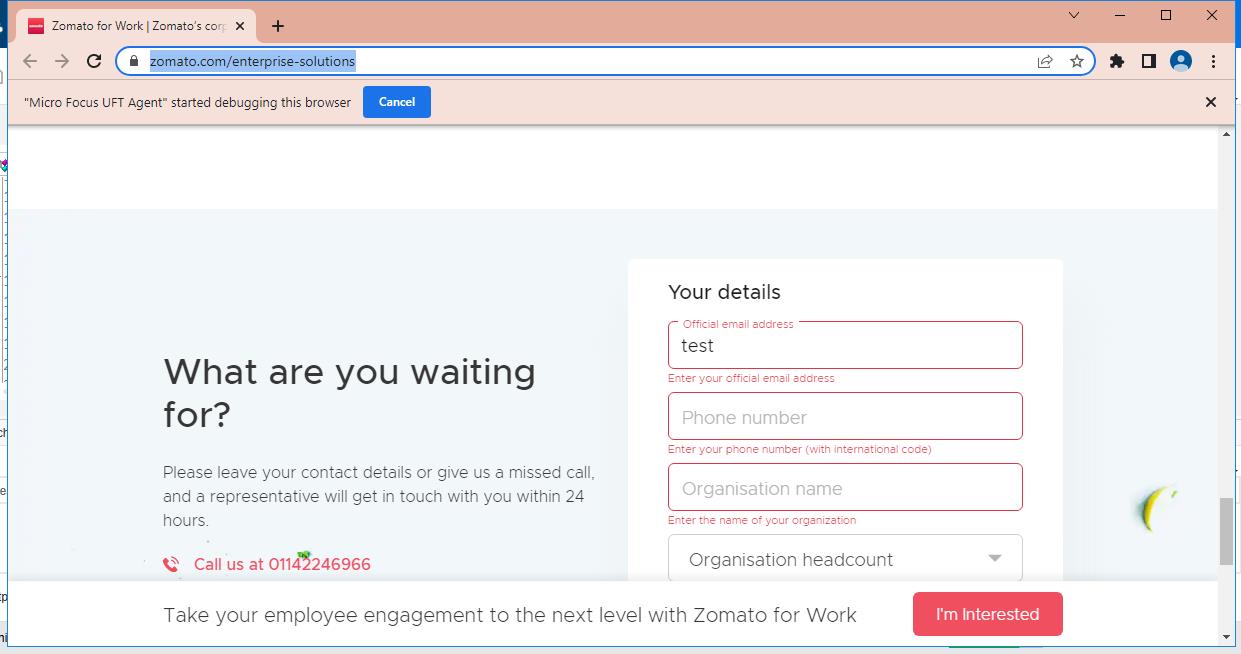 Zomato for Work | Zomato's corp
zomato.com/enterprise-solutions
"Micro Focus UFT Agent" started debugging this browser
Cancel
Your details
Official email address
test
Enter your official email address
Phone number
Enter your phone number (with international code)
Organisation name
Enter the name of your organization
Organisation headcount
What are you waiting
for?
Please leave your contact details or give us a missed call,
and a representative will get in touch with you within 24
hours.
Call us at 01142246966
Take your employee engagement to the next level with Zomato for Work
I'm Interested